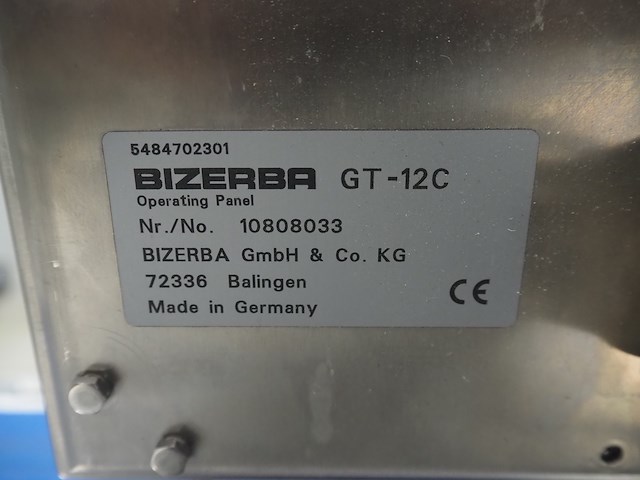 5484702301
BIZERBA GT-12C
Operating Panel
Nr./No. 10808033
BIZERBA GmbH & Co. KG
72336 Balingen
Made in Germany
CE